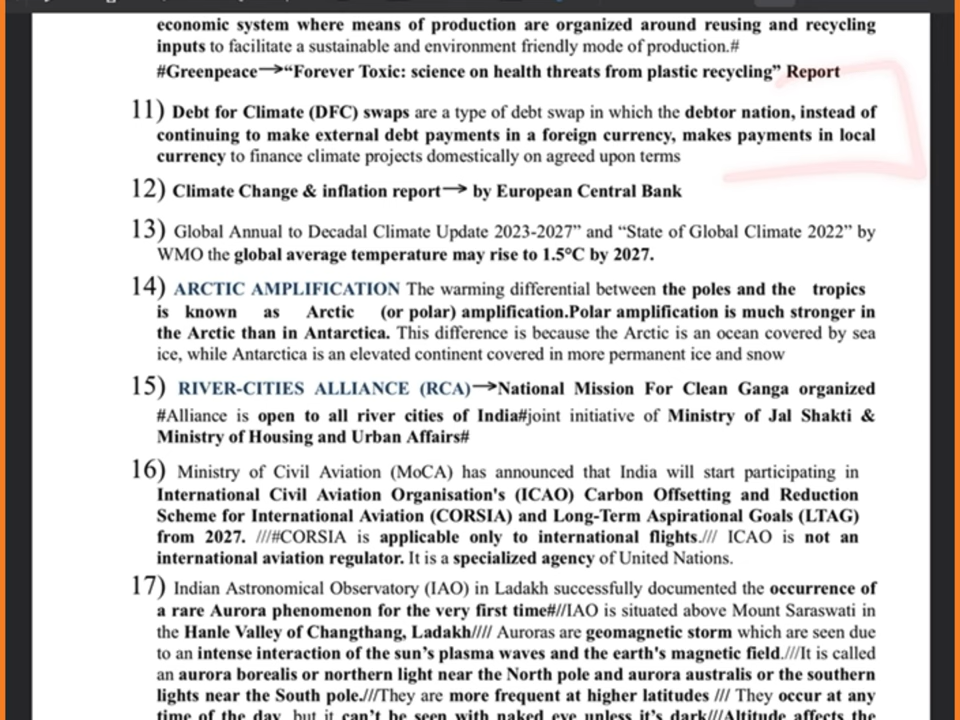 economic system where means of production are organized around reusing and recycling
inputs to facilitate a sustainable and environment friendly mode of production.#
#Greenpeace→“Forever Toxic: science on health threats from plastic recycling” Report
11) Debt for Climate (DFC) swaps are a type of debt swap in which the debtor nation, instead of
continuing to make external debt payments in a foreign currency, makes payments in local
currency to finance climate projects domestically on agreed upon terms
12) Climate Change & inflation report→ by European Central Bank
13) Global Annual to Decadal Climate Update 2023-2027” and “State of Global Climate 2022” by
WMO the global average temperature may rise to 1.5°C by 2027.
14) ARCTIC AMPLIFICATION The warming differential between the poles and the tropics
is known as Arctic (or polar) amplification.Polar amplification is much stronger in
the Arctic than in Antarctica. This difference is because the Arctic is an ocean covered by sea
ice, while Antarctica is an elevated continent covered in more permanent ice and snow
15) RIVER-CITIES ALLIANCE (RCA)→National Mission For Clean Ganga organized
#Alliance is open to all river cities of India#joint initiative of Ministry of Jal Shakti &
Ministry of Housing and Urban Affairs#
16) Ministry of Civil Aviation (MoCA) has announced that India will start participating in
International Civil Aviation Organisation's (ICAO) Carbon Offsetting and Reduction
Scheme for International Aviation (CORSIA) and Long-Term Aspirational Goals (LTAG)
from 2027. ///#CORSIA is applicable only to international flights./// ICAO is not an
international aviation regulator. It is a specialized agency of United Nations.
17) Indian Astronomical Observatory (IAO) in Ladakh successfully documented the occurrence of
a rare Aurora phenomenon for the very first time#//IAO is situated above Mount Saraswati in
the Hanle Valley of Changthang, Ladakh//// Auroras are geomagnetic storm which are seen due
to an intense interaction of the sun’s plasma waves and the earth's magnetic field.///It is called
an aurora borealis or northern light near the North pole and aurora australis or the southern
lights near the South pole.///They are more frequent at higher latitudes /// They occur at any
time of the day, but it can’t be seen with naked eye unless it’s dark///Altitude affects the